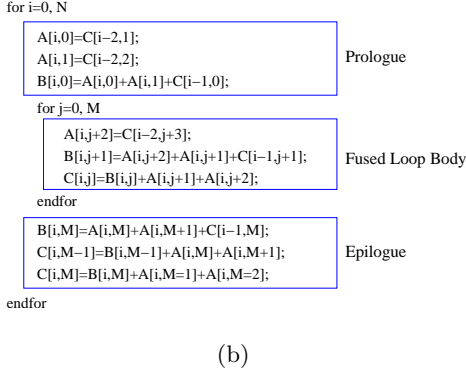 for i=0, N
A[i,0]=C[i−2,1];
A[i,1]=C[i−2,2];
B[i,0]=A[i,0]+A[i,1]+C[i−1,0];
Prologue
for j=0, M
A[i,j+2]=C[i−2,j+3];
B[i,j+1]=A[i,j+2]+A[i,j+1]+C[i−1,j+1];
C[i,j]=B[i,j]+A[i,j+1]+A[i,j+2];
Fused Loop Body
endfor
B[i,M]=A[i,M]+A[i,M+1]+C[i−1,M];
C[i,M−1]=B[i,M−1]+A[i,M]+A[i,M+1];
C[i,M]=B[i,M]+A[i,M=1]+A[i,M=2];
Epilogue
endfor
(b)